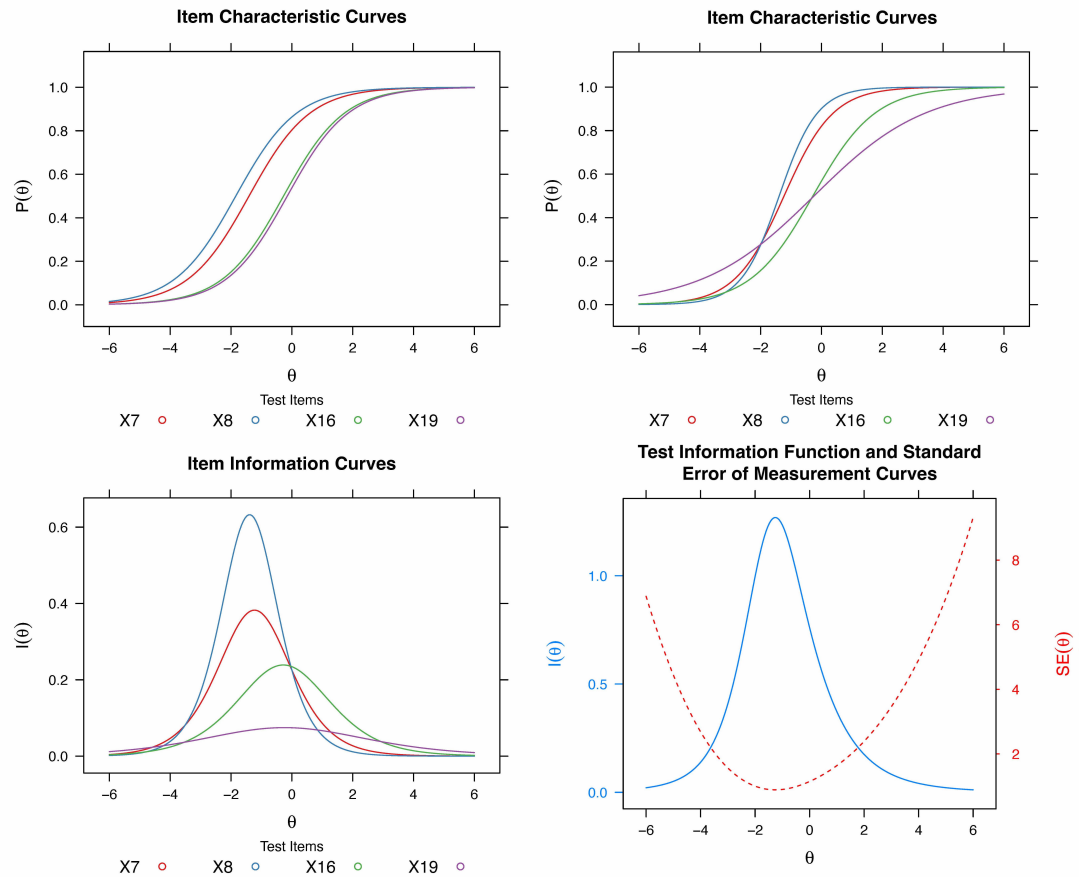 Item Characteristic Curves
P(θ)
1.0
0.8
0.6
0.4
0.2
0.0
−6 −4 −2 0 2 4 6
θ
Test Items
X7 X8 X16 X19
Item Characteristic Curves
P(θ)
1.0
0.8
0.6
0.4
0.2
0.0
−6 −4 −2 0 2 4 6
θ
Test Items
X7 X8 X16 X19
Item Information Curves
I(θ)
0.6
0.4
0.2
0.0
−6 −4 −2 0 2 4 6
θ
Test Items
X7 X8 X16 X19
Test Information Function and Standard
Error of Measurement Curves
I(θ)
1.0
0.5
0.0
8
6
4
2
SE(θ)
−6 −4 −2 0 2 4 6
θ